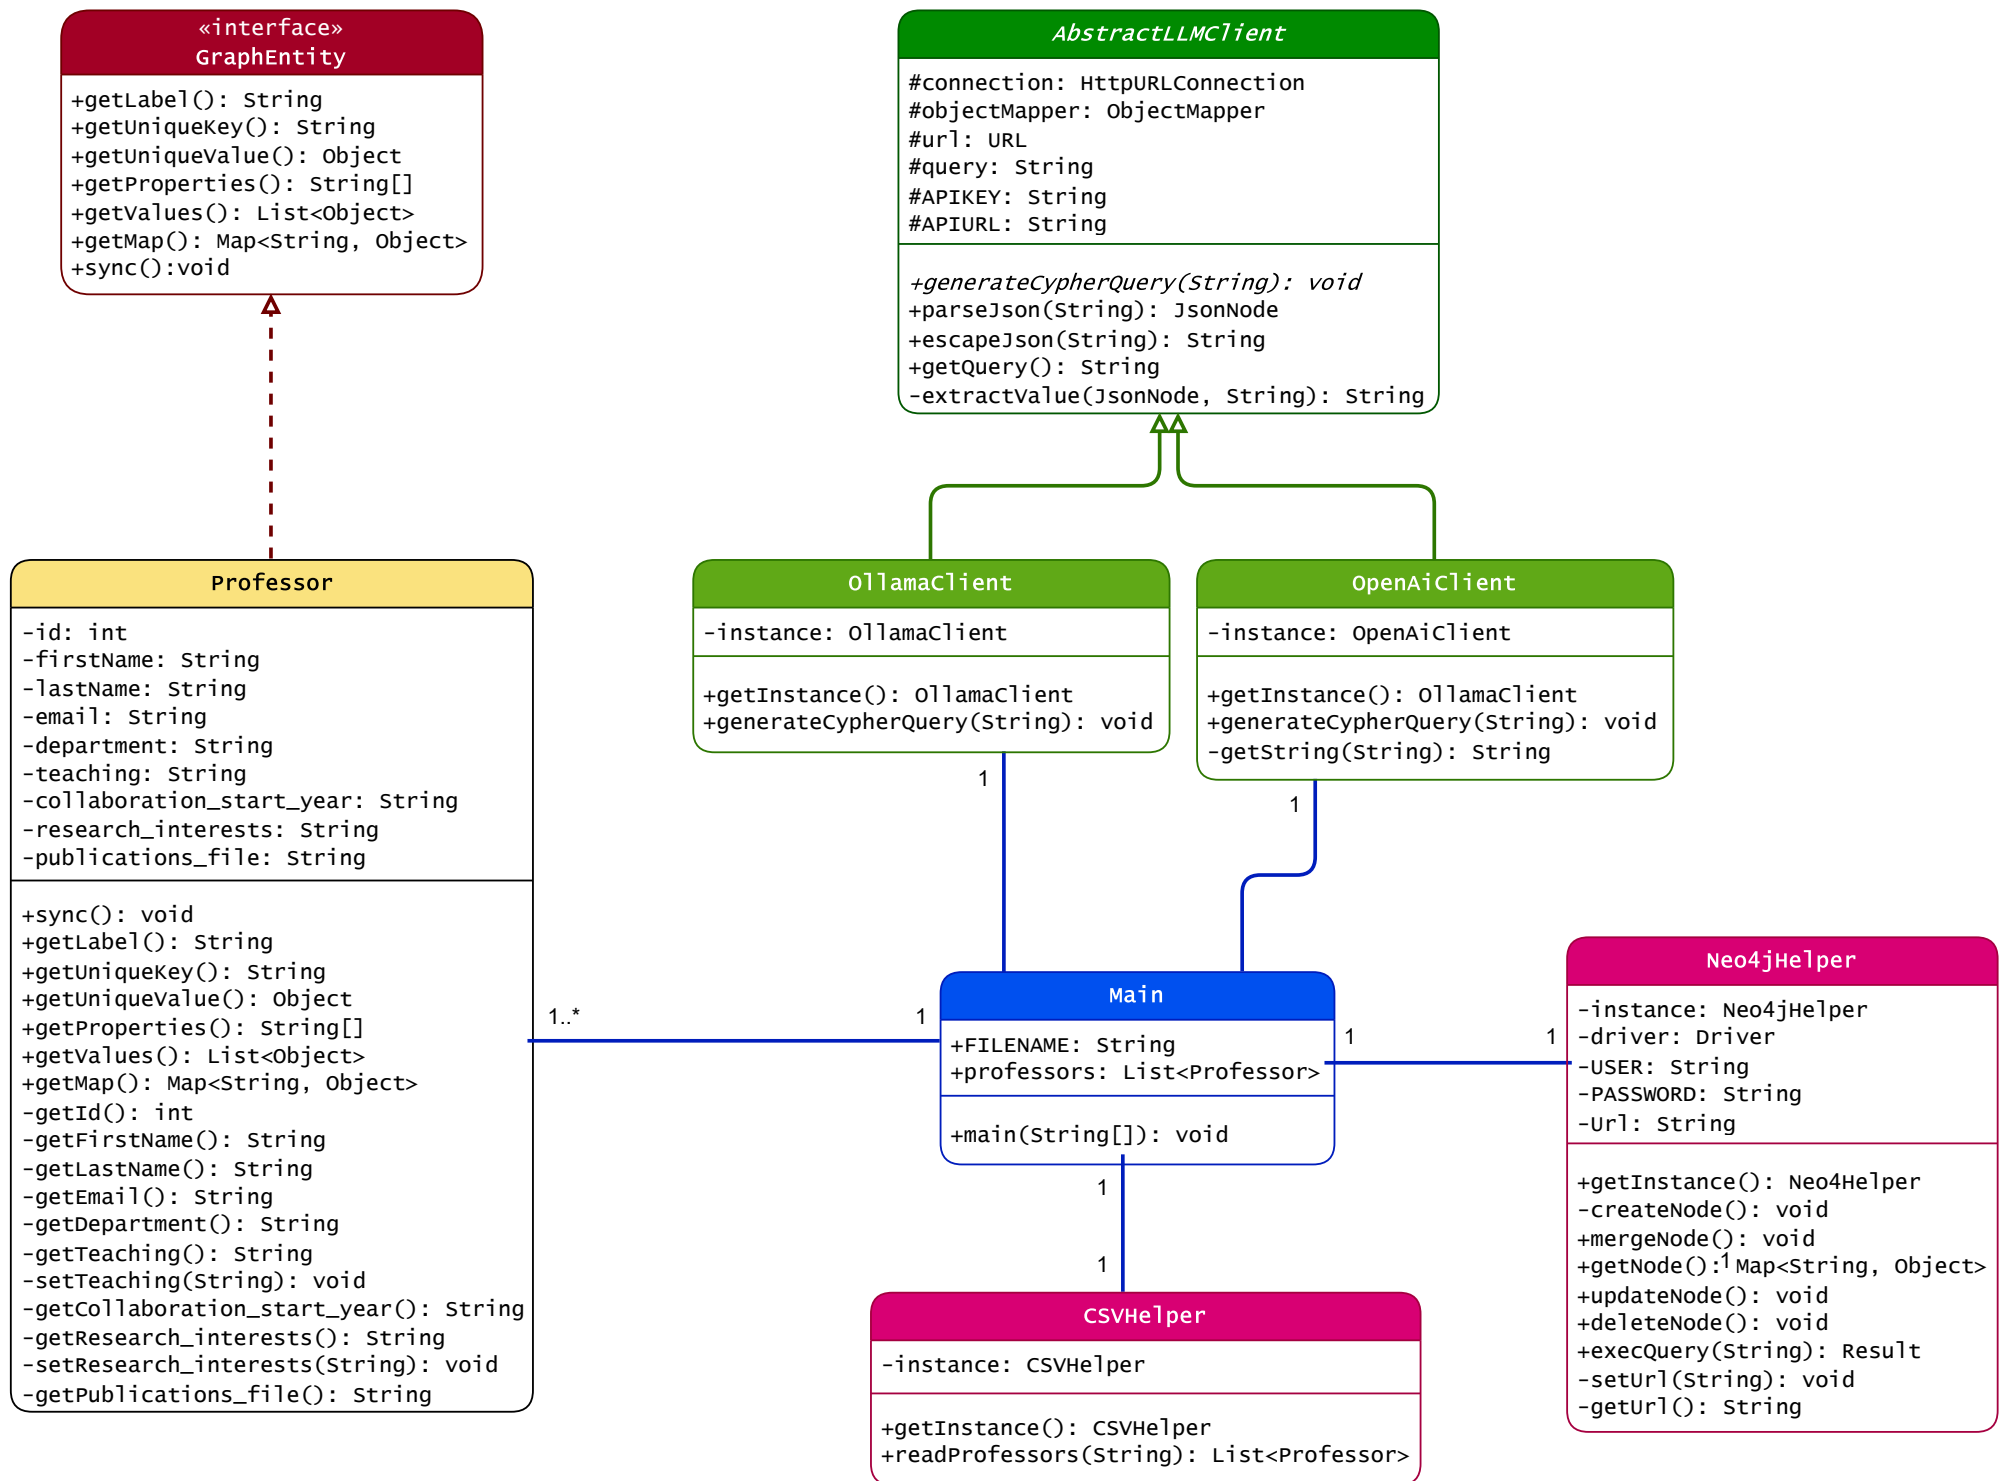 «interface»
GraphEntity
+getLabel(): String
+getUniqueKey(): String
+getUniqueValue(): Object
+getProperties(): String[]
+getValues(): List<Object>
+getMap(): Map<String, Object>
+sync():void
AbstractLLMClient
#connection: HttpURLConnection
#objectMapper: ObjectMapper
#url: URL
#query: String
#APIKEY: String
#APIURL: String
+generateCypherQuery(String): void
+parseJson(String): JsonNode
+escapeJson(String): String
+getQuery(): String
-extractValue(JsonNode, String): String
Professor
-id: int
-firstName: String
-lastName: String
-email: String
-department: String
-teaching: String
-collaboration_start_year: String
-research_interests: String
-publications_file: String
+sync(): void
+getLabel(): String
+getUniqueKey(): String
+getUniqueValue(): Object
+getProperties(): String[]
+getValues(): List<Object>
+getMap(): Map<String, Object>
-getId(): int
-getFirstName(): String
-getLastName(): String
-getEmail(): String
-getDepartment(): String
-getTeaching(): String
-setTeaching(String): void
-getCollaboration_start_year(): String
-getResearch_interests(): String
-setResearch_interests(String): void
-getPublications_file(): String
OllamaClient
-instance: OllamaClient
+getInstance(): OllamaClient
+generateCypherQuery(String): void
1
OpenAiClient
-instance: OpenAiClient
+getInstance(): OllamaClient
+generateCypherQuery(String): void
-getString(String): String
1
1..*
1
Main
+FILENAME: String
+professors: List<Professor>
+main(String[]): void
1
1
1
1
Neo4jHelper
-instance: Neo4jHelper
-driver: Driver
-USER: String
-PASSWORD: String
-Url: String
+getInstance(): Neo4Helper
-createNode(): void
+mergeNode(): void
+getNode(): Map<String, Object>
1
+updateNode(): void
+deleteNode(): void
+execQuery(String): Result
-setUrl(String): void
-getUrl(): String
CSVHelper
-instance: CSVHelper
+getInstance(): CSVHelper
+readProfessors(String): List<Professor>